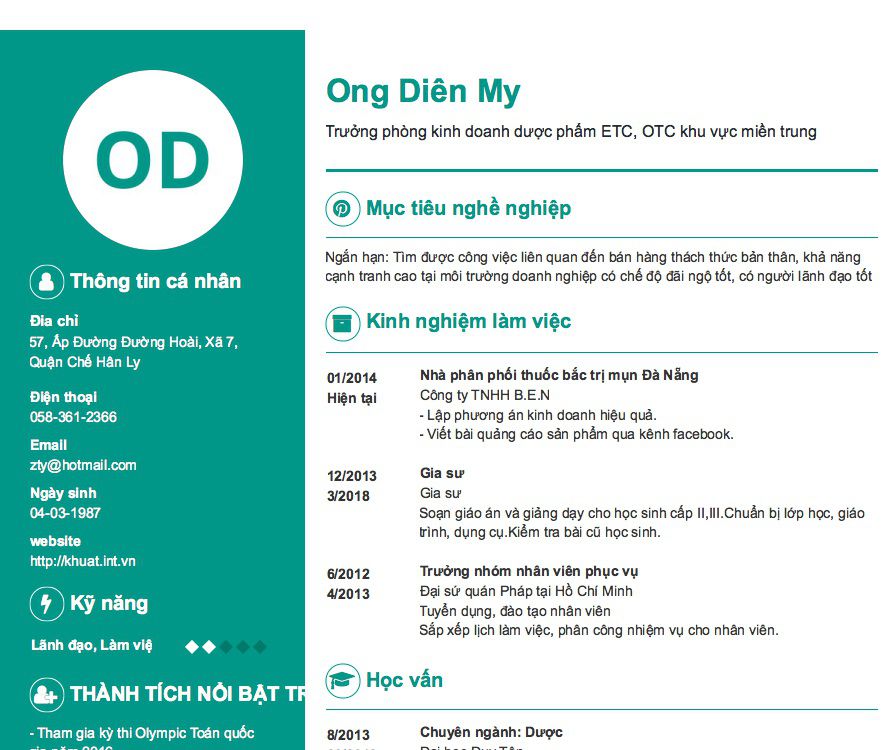 OD
Thông tin cá nhân
Địa chỉ
57, Ấp Đường Đường Hoài, Xã 7,
Quận Chế Hân Ly
Điện thoại
058-361-2366
Email
zty@hotmail.com
Ngày sinh
04-03-1987
website
http://khuat.int.vn
Kỹ năng
Lãnh đạo, Làm việ
THÀNH TÍCH NỔI BẬT TR
- Tham gia kỳ thi Olympic Toán quốc
Ong Diên My
Trưởng phòng kinh doanh dược phẩm ETC, OTC khu vực miền trung
Mục tiêu nghề nghiệp
Ngắn hạn: Tìm được công việc liên quan đến bán hàng thách thức bản thân, khả năng
cạnh tranh cao tại môi trường doanh nghiệp có chế độ đãi ngộ tốt, có người lãnh đạo tốt
Kinh nghiệm làm việc
01/2014
Hiện tại
Nhà phân phối thuốc bắc trị mụn Đà Nẵng
Công ty TNHH B.E.N
- Lập phương án kinh doanh hiệu quả.
- Viết bài quảng cáo sản phẩm qua kênh facebook.
12/2013
3/2018
Gia sư
Gia sư
Soạn giáo án và giảng dạy cho học sinh cấp II,III.Chuẩn bị lớp học, giáo
trình, dụng cụ.Kiểm tra bài cũ học sinh.
6/2012
4/2013
Trưởng nhóm nhân viên phục vụ
Đại sứ quán Pháp tại Hồ Chí Minh
Tuyển dụng, đào tạo nhân viên
Sắp xếp lịch làm việc, phân công nhiệm vụ cho nhân viên.
Học vấn
8/2013
Chuyên ngành: Dược